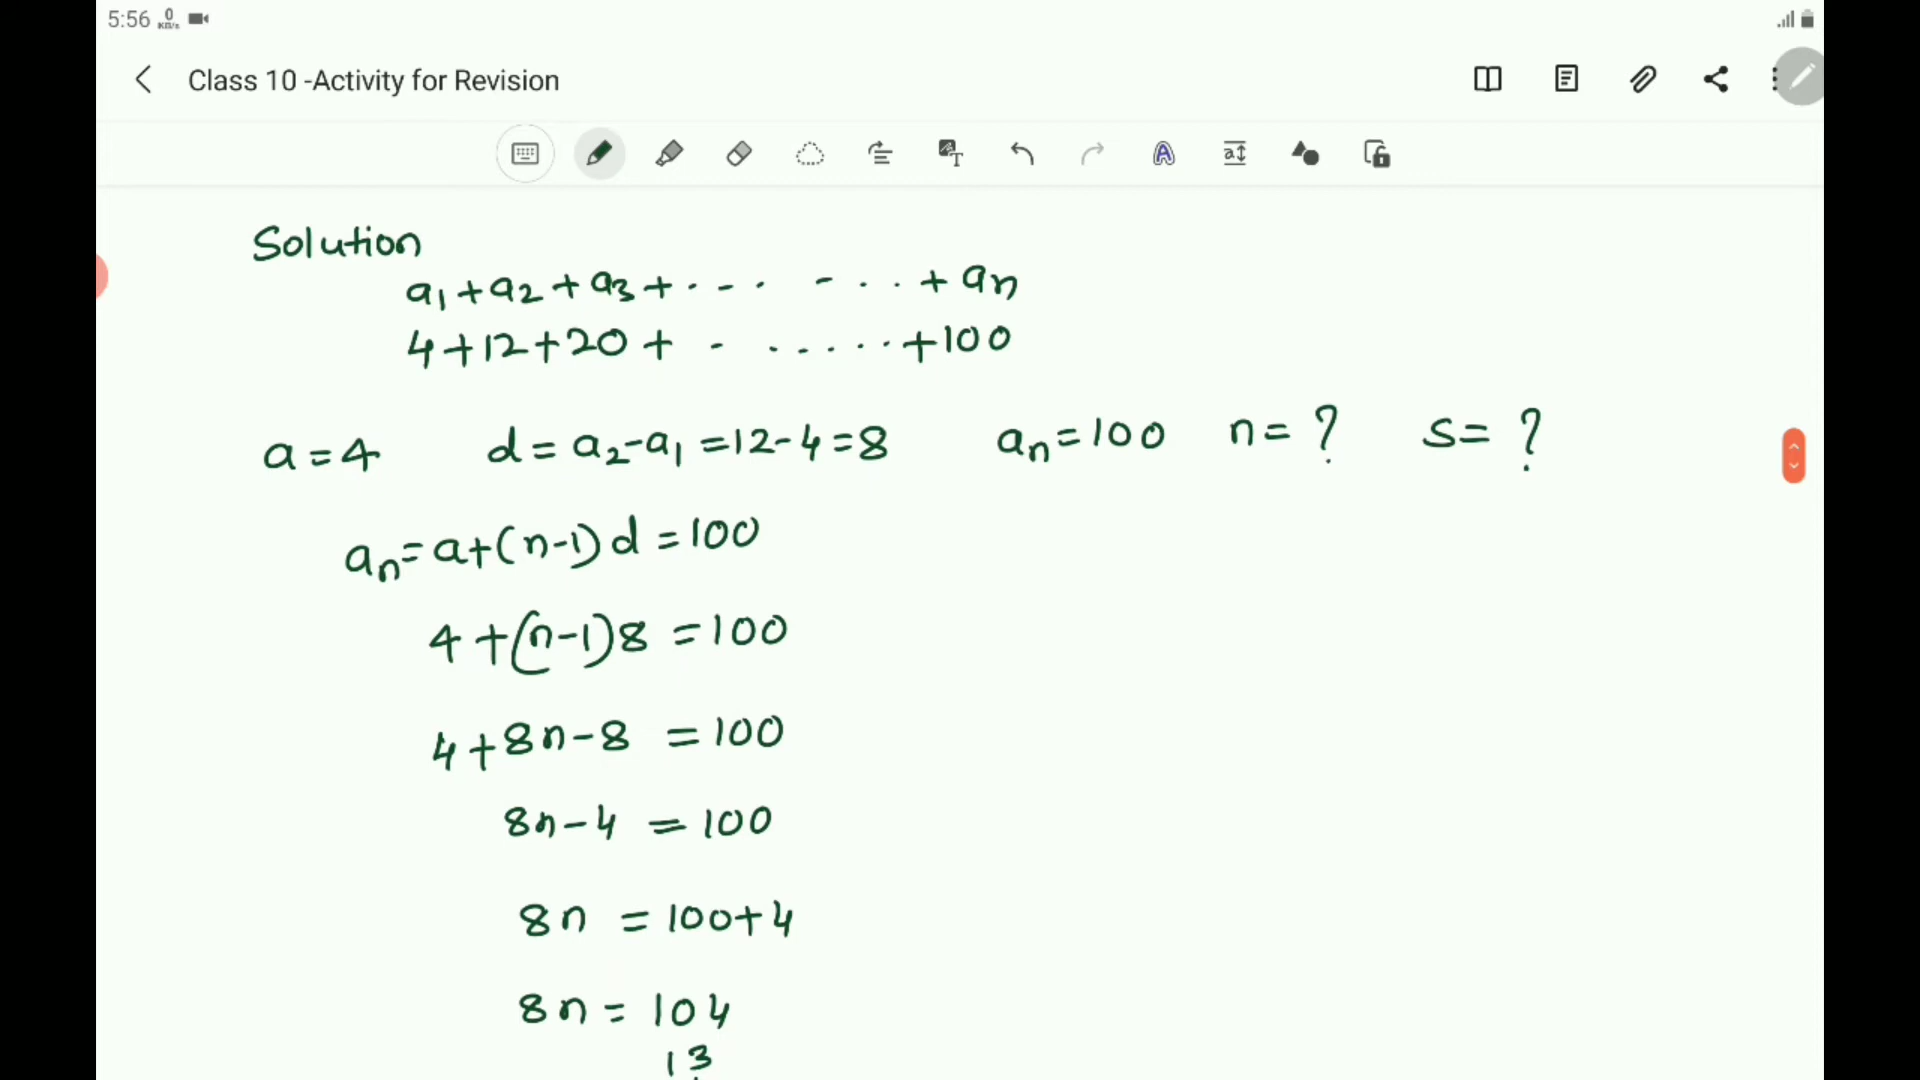 5:56 0 KB/s
Class 10 -Activity for Revision
Solution
a₁+a₂+a₃+... - ... + aₙ
4+12+20+ - ......+100
a=4 d= a₂-a₁ =12-4=8 aₙ=100 n= ? S= ?
aₙ=a+(n-1)d =100
4+(n-1)8 =100
4+8n-8 =100
8n-4 =100
8n =100+4
8n = 104
13